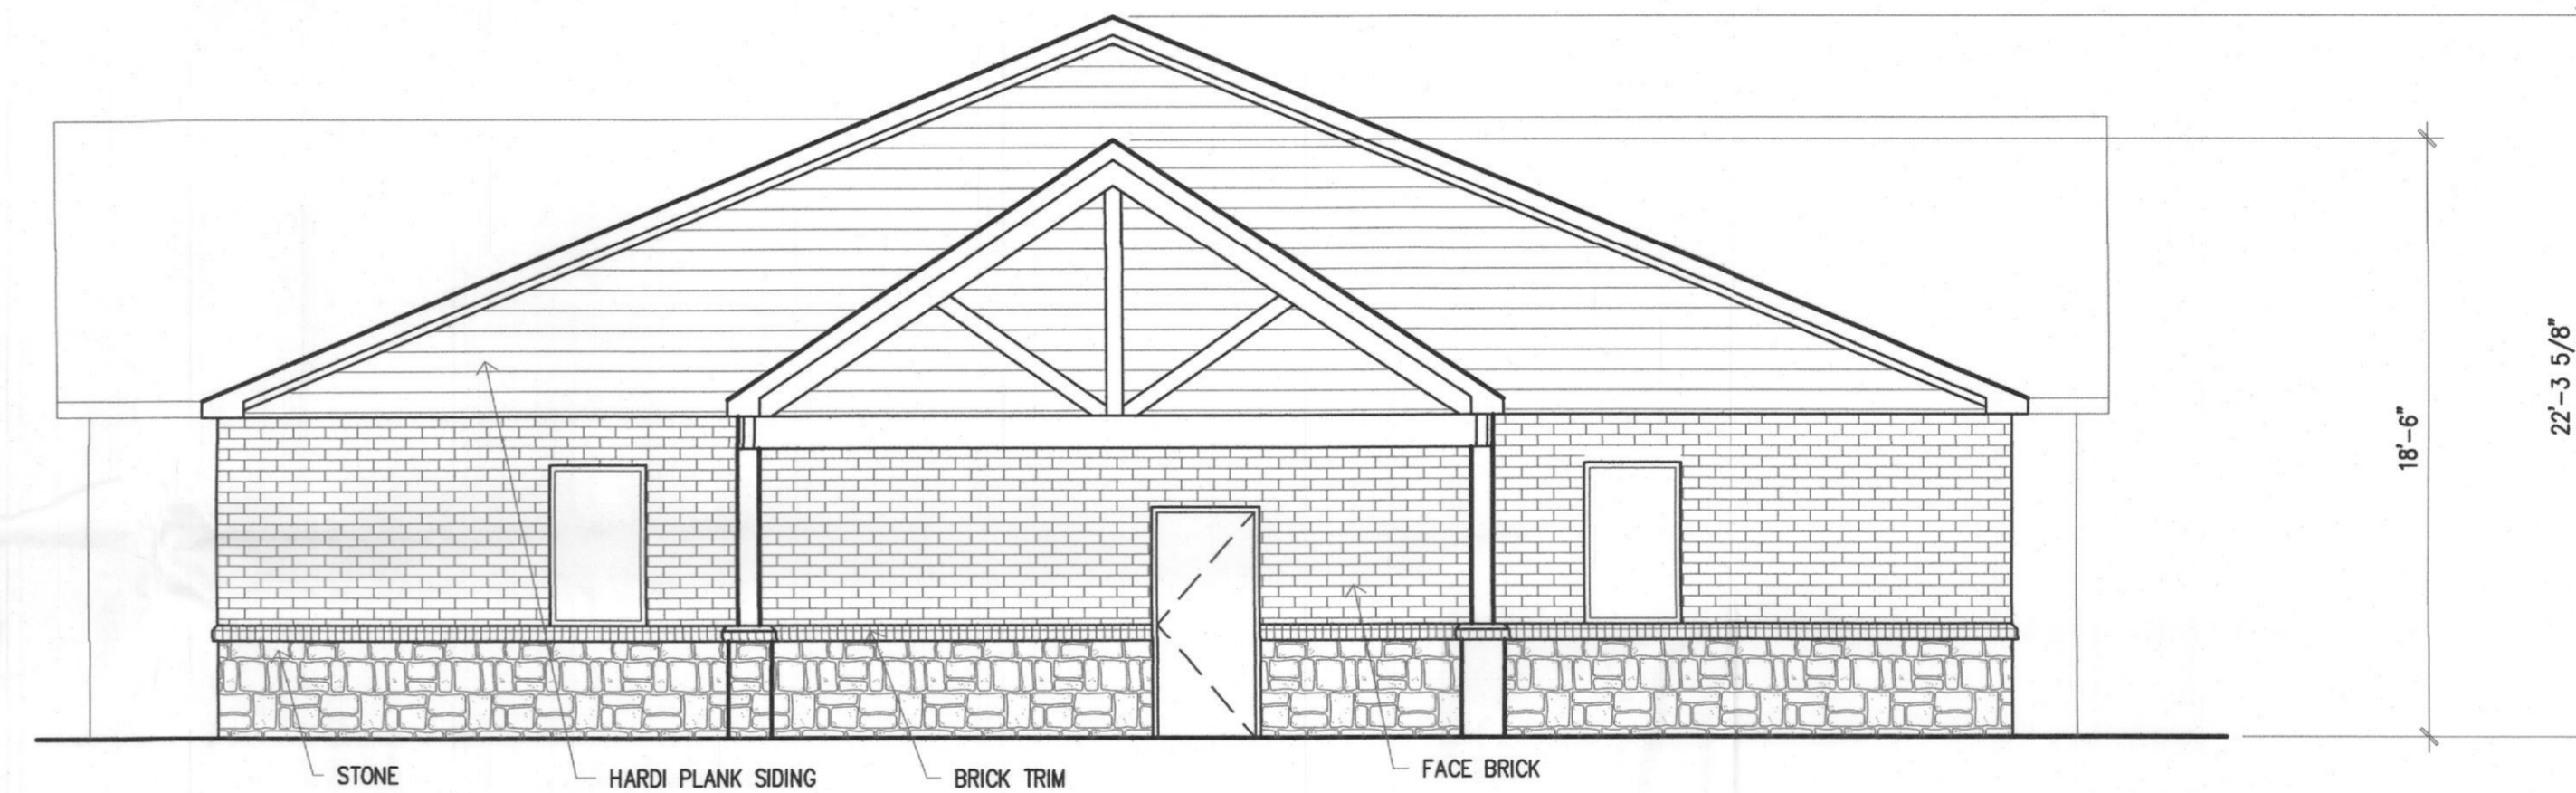 22'-3 5/8"
18'-6"
STONE
HARDI PLANK SIDING
BRICK TRIM
FACE BRICK